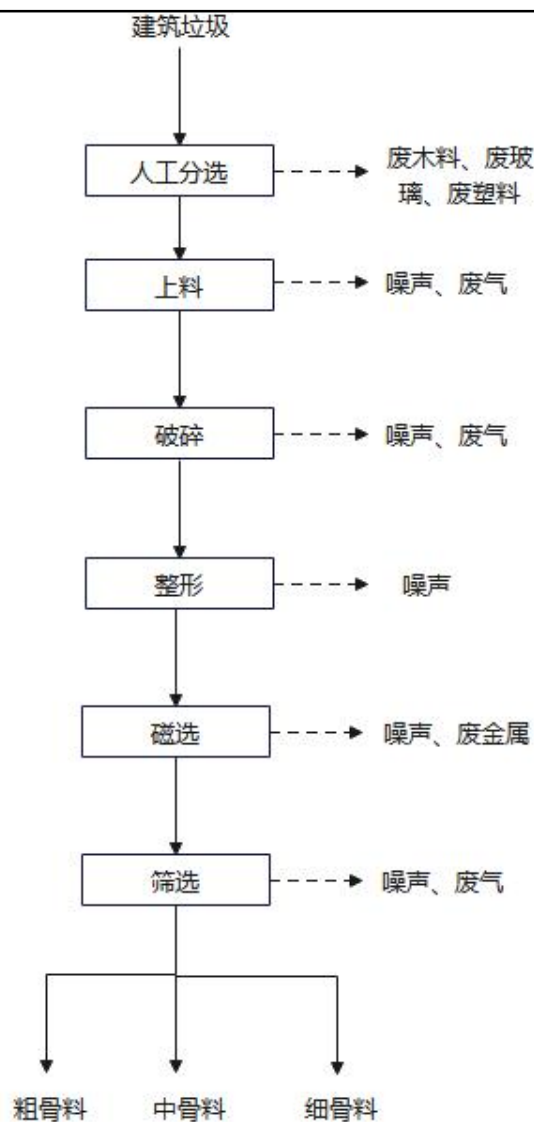 建筑垃圾
人工分选
废木料、废玻
璃、废塑料
上料
噪声、废气
破碎
噪声、废气
整形
噪声
磁选
噪声、废金属
筛选
噪声、废气
粗骨料
中骨料
细骨料